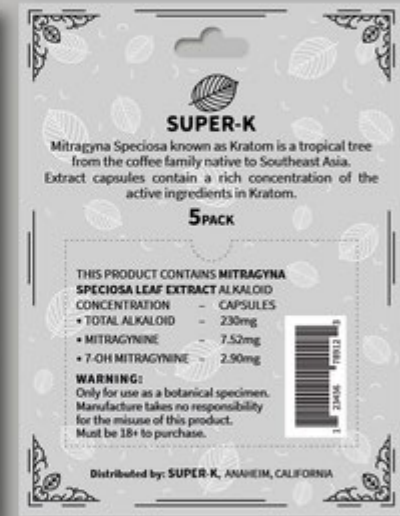 SUPER-K
Mitragyna Speciosa known as Kratom is a tropical tree
from the coffee family native to Southeast Asia.
Extract capsules contain a rich concentration of the
active ingredients in Kratom.
5PACK
THIS PRODUCT CONTAINS MITRAGYNA
SPECIOSA LEAF EXTRACT ALKALOID
CONCENTRATION – CAPSULES
• TOTAL ALKALOID – 230mg
• MITRAGYNINE – 7.52mg
• 7-OH MITRAGYNINE – 2.90mg
WARNING:
Only for use as a botanical specimen.
Manufacture takes no responsibility
for the misuse of this product.
Must be 18+ to purchase.
1 23456 78912 3
Distributed by: SUPER-K, ANAHEIM, CALIFORNIA